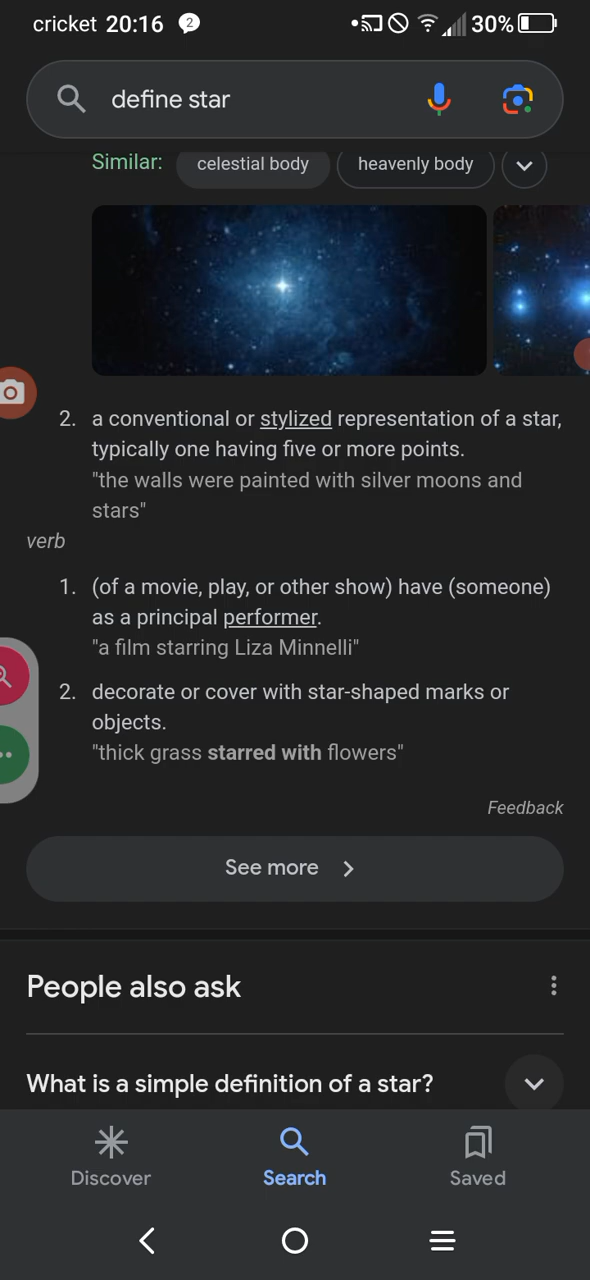 cricket 20:16 2 30%
define star
Similar: celestial body heavenly body
2. a conventional or stylized representation of a star,
typically one having five or more points.
"the walls were painted with silver moons and
stars"
verb
1. (of a movie, play, or other show) have (someone)
as a principal performer.
"a film starring Liza Minnelli"
2. decorate or cover with star-shaped marks or
objects.
"thick grass starred with flowers"
Feedback
See more
People also ask
What is a simple definition of a star?
Discover Search Saved